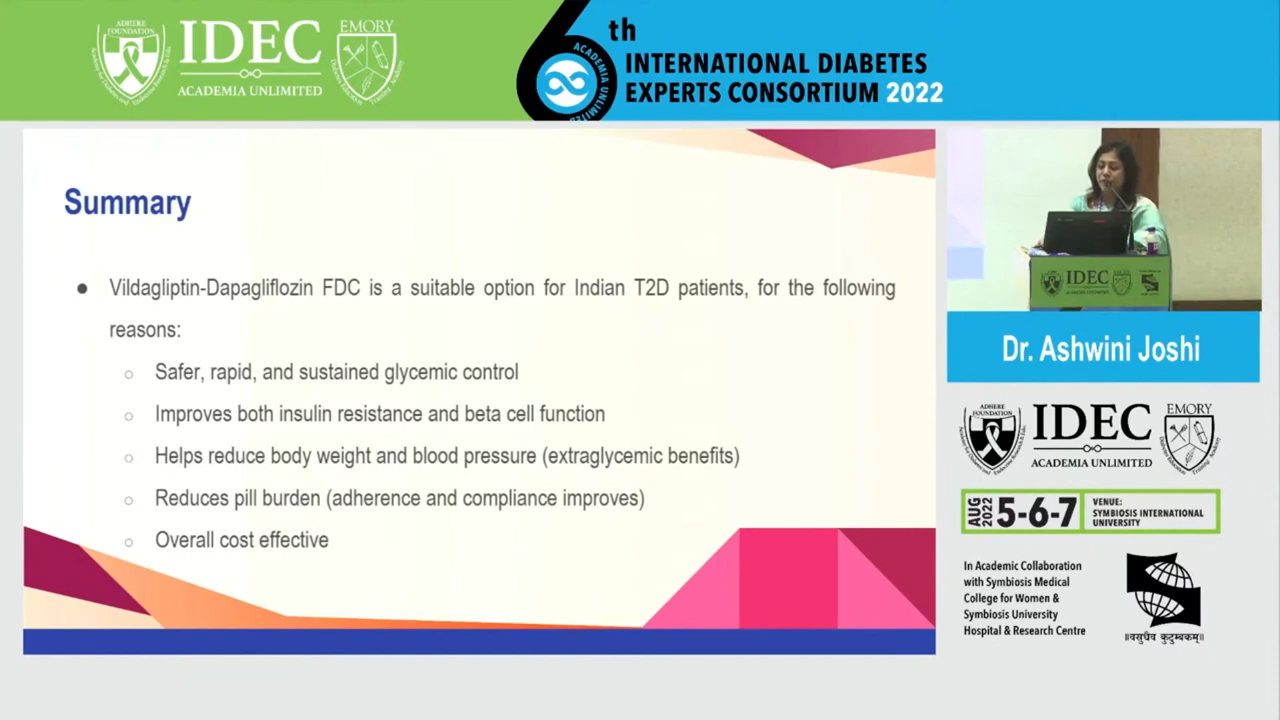 ADHERE
FOUNDATION
IDEC
ACADEMIA UNLIMITED
EMORY
6th
ACADEMIA UNLIMITED
INTERNATIONAL DIABETES
EXPERTS CONSORTIUM 2022
Summary
● Vildagliptin-Dapagliflozin FDC is a suitable option for Indian T2D patients, for the following
reasons:
○ Safer, rapid, and sustained glycemic control
○ Improves both insulin resistance and beta cell function
○ Helps reduce body weight and blood pressure (extraglycemic benefits)
○ Reduces pill burden (adherence and compliance improves)
○ Overall cost effective
IDEC
Dr. Ashwini Joshi
ADHERE
FOUNDATION
IDEC
ACADEMIA UNLIMITED
EMORY
AUG
2022
5-6-7
VENUE:
SYMBIOSIS INTERNATIONAL
UNIVERSITY
In Academic Collaboration
with Symbiosis Medical
College for Women &
Symbiosis University
Hospital & Research Centre
॥वसुधैव कुटुम्बकम्॥